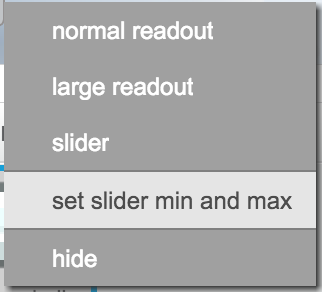 normal readout
large readout
slider
set slider min and max
hide